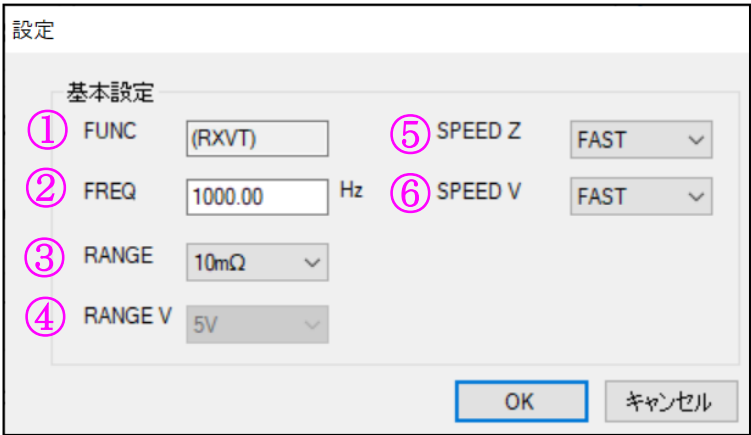 設定
基本設定
① FUNC (RXVT) ⑤ SPEED Z FAST
② FREQ 1000.00 Hz ⑥ SPEED V FAST
③ RANGE 10mΩ
④ RANGE V 5V
OK キャンセル